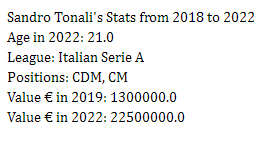 Sandro Tonali's Stats from 2018 to 2022
Age in 2022: 21.0
League: Italian Serie A
Positions: CDM, CM
Value € in 2019: 1300000.0
Value € in 2022: 22500000.0